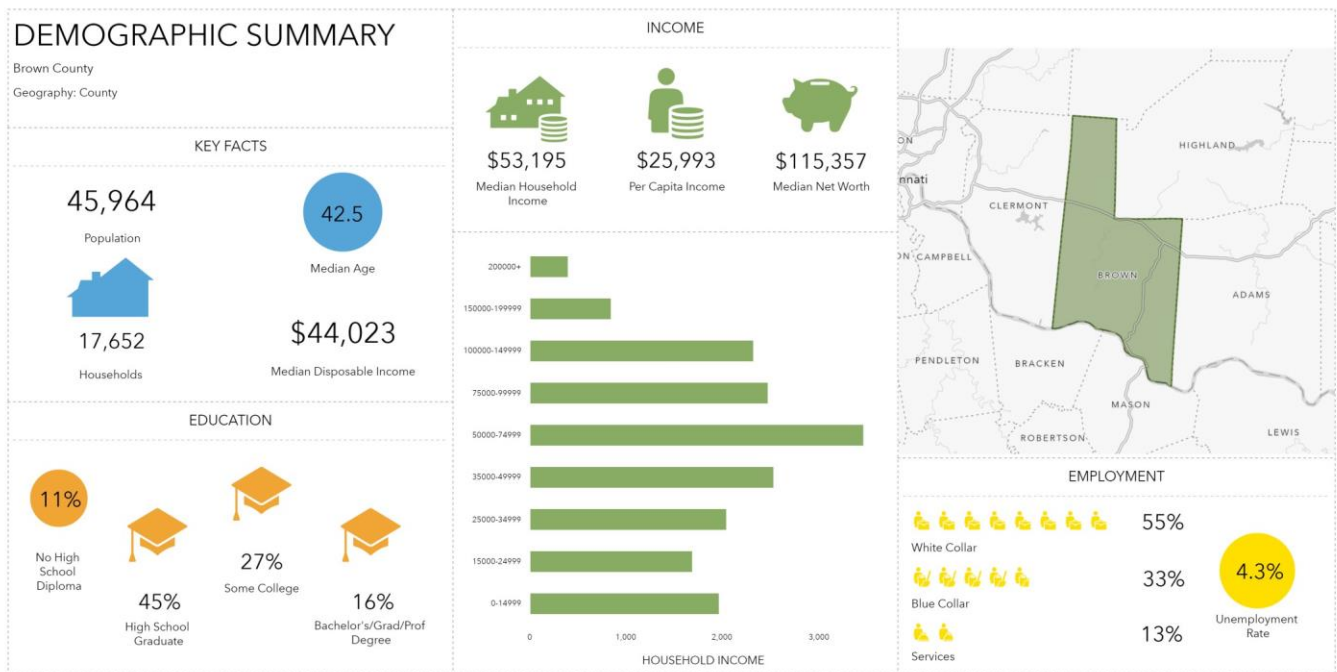 DEMOGRAPHIC SUMMARY
Brown County
Geography: County
KEY FACTS
45,964
Population
42.5
Median Age
17,652
Households
$44,023
Median Disposable Income
EDUCATION
11%
No High
School
Diploma
45%
High School
Graduate
27%
Some College
16%
Bachelor's/Grad/Prof
Degree
INCOME
$53,195
Median Household
Income
$25,993
Per Capita Income
$115,357
Median Net Worth
200000+
150000-199999
100000-149999
75000-99999
50000-74999
35000-49999
25000-34999
15000-24999
0-14999
0
1,000
2,000
3,000
HOUSEHOLD INCOME
ON
nnati
HIGHLAND
CLERMONT
ON
CAMPBELL
BROWN
ADAMS
PENDLETON
BRACKEN
MASON
ROBERTSON
LEWIS
EMPLOYMENT
55%
White Collar
33%
Blue Collar
13%
Services
4.3%
Unemployment
Rate